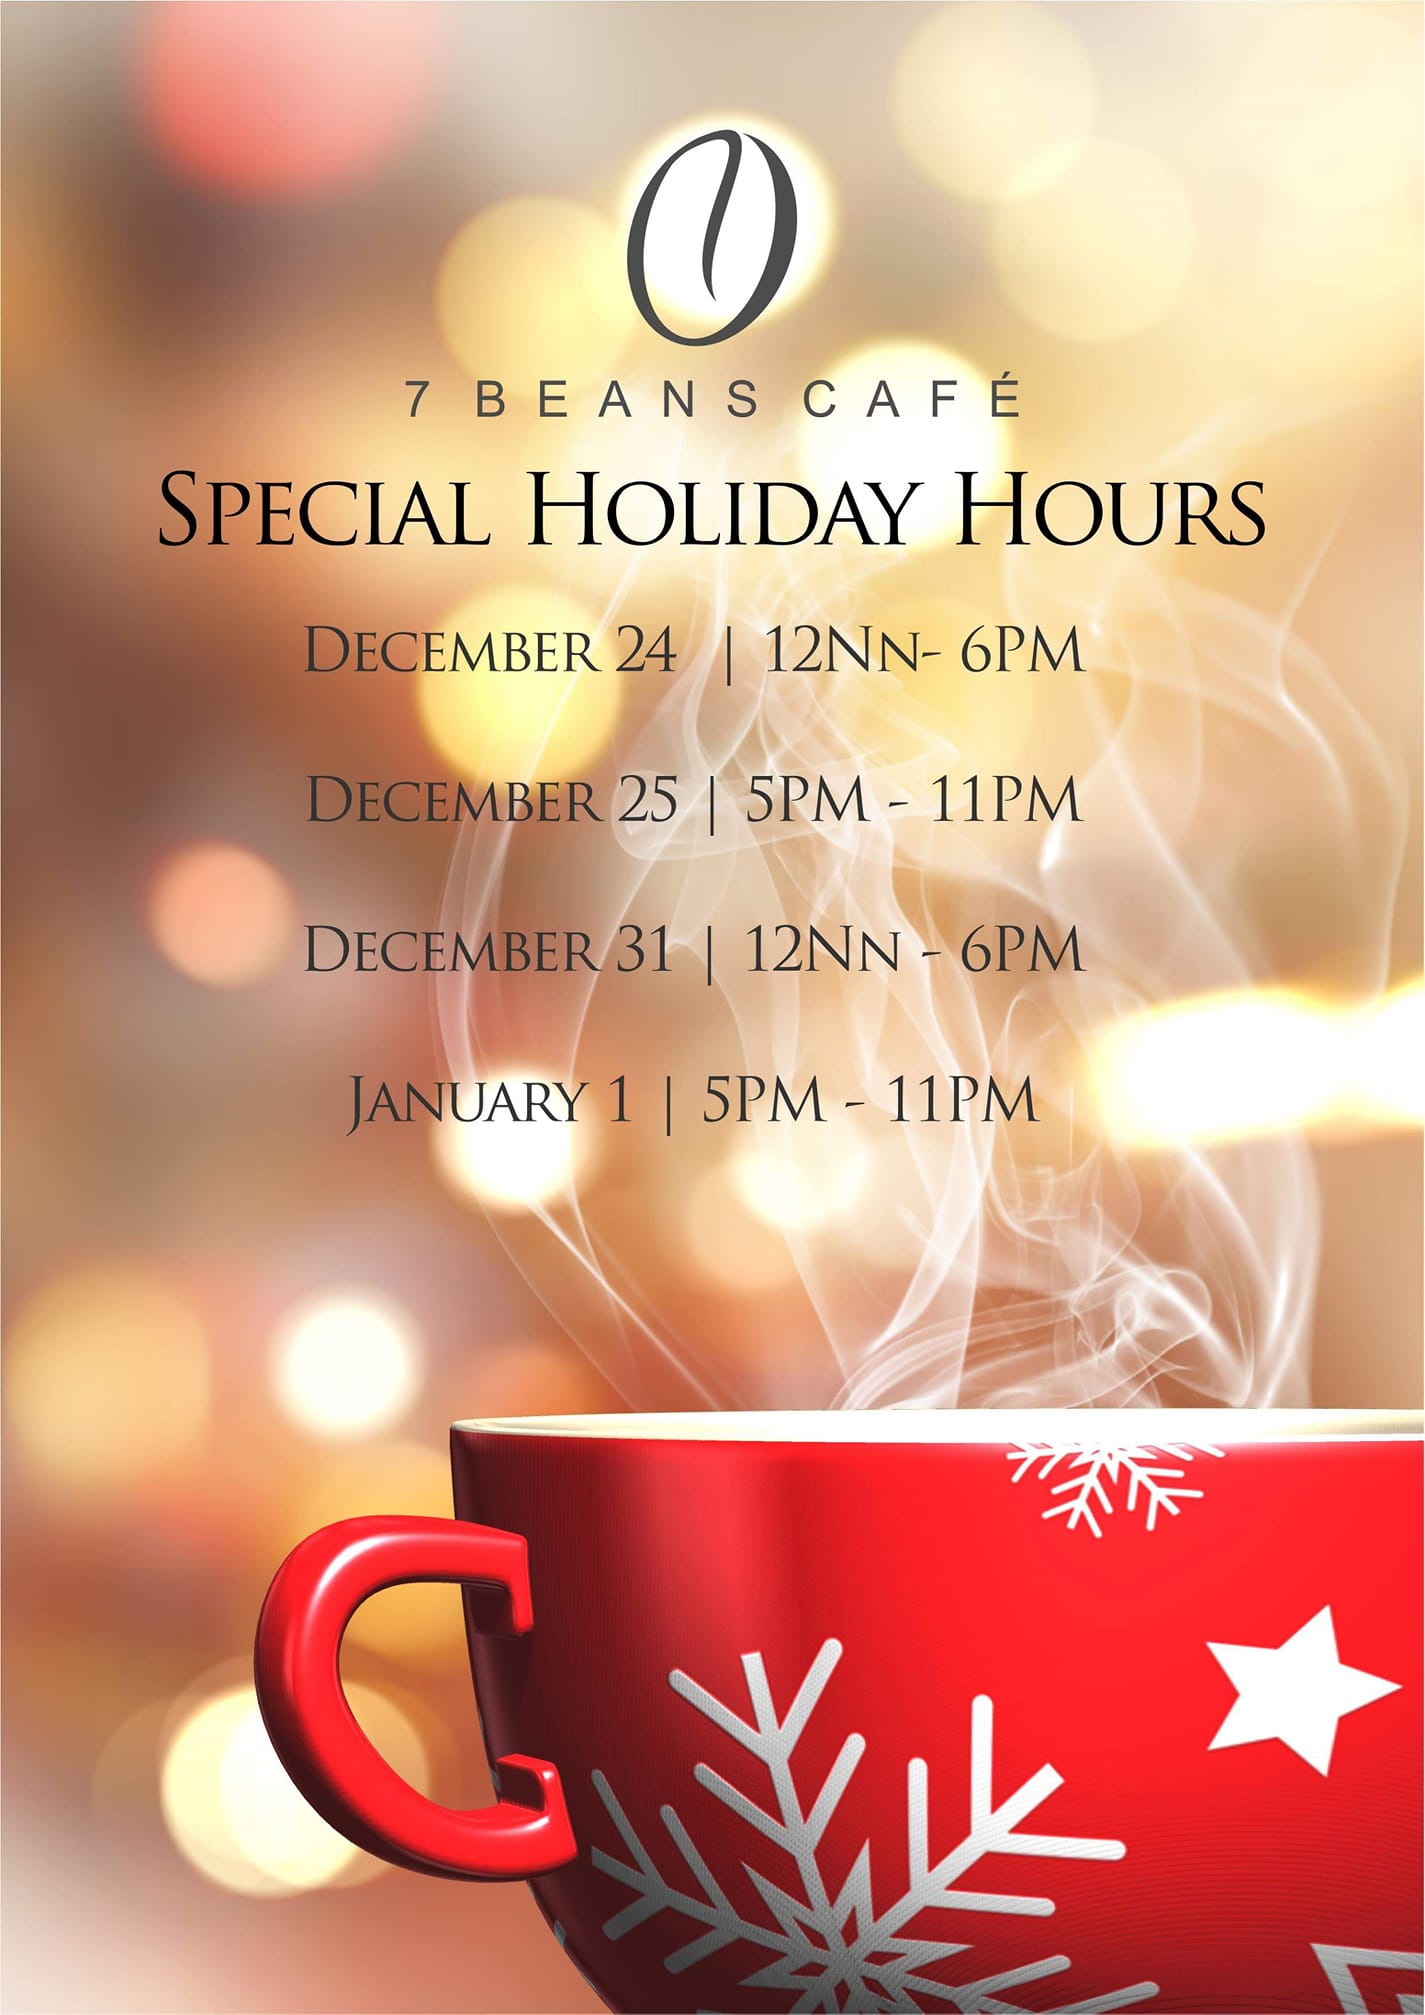 7 BEANS CAFÉ
SPECIAL HOLIDAY HOURS
DECEMBER 24 | 12NN- 6PM
DECEMBER 25 | 5PM - 11PM
DECEMBER 31 | 12NN - 6PM
JANUARY 1 | 5PM - 11PM